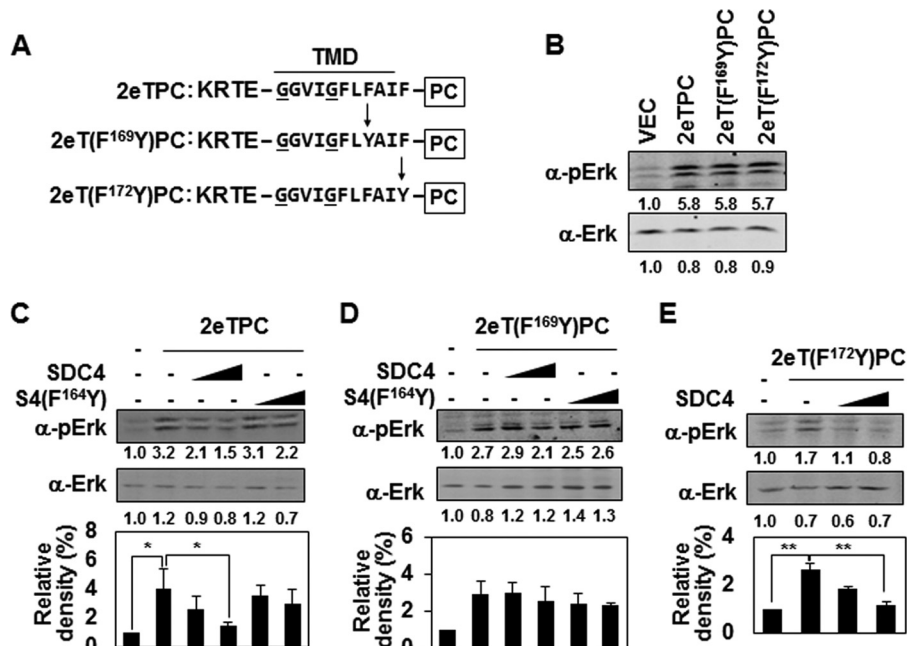 A
TMD
2eTPC: KRTE – GGVIGFLFAIF – PC
2eT(F169Y)PC: KRTE – GGVIGFLYAIF – PC
2eT(F172Y)PC: KRTE – GGVIGFLFAIY – PC
B
VEC
2eTPC
2eT(F169Y)PC
2eT(F172Y)PC
α-pErk
1.0 5.8 5.8 5.7
α-Erk
1.0 0.8 0.8 0.9
C
2eTPC
-
SDC4 - - - -
S4(F164Y) - - - -
α-pErk
1.0 3.2 2.1 1.5 3.1 2.2
α-Erk
1.0 1.2 0.9 0.8 1.2 0.7
Relative density (%)
8
6
4
2
0
* *
D
2eT(F169Y)PC
-
SDC4 - - - -
S4(F164Y) - - - -
α-pErk
1.0 2.7 2.9 2.1 2.5 2.6
α-Erk
1.0 0.8 1.2 1.2 1.4 1.3
Relative density (%)
6
4
2
0
E
2eT(F172Y)PC
-
SDC4 - -
α-pErk
1.0 1.7 1.1 0.8
α-Erk
1.0 0.7 0.6 0.7
Relative density (%)
4
2
0
** **